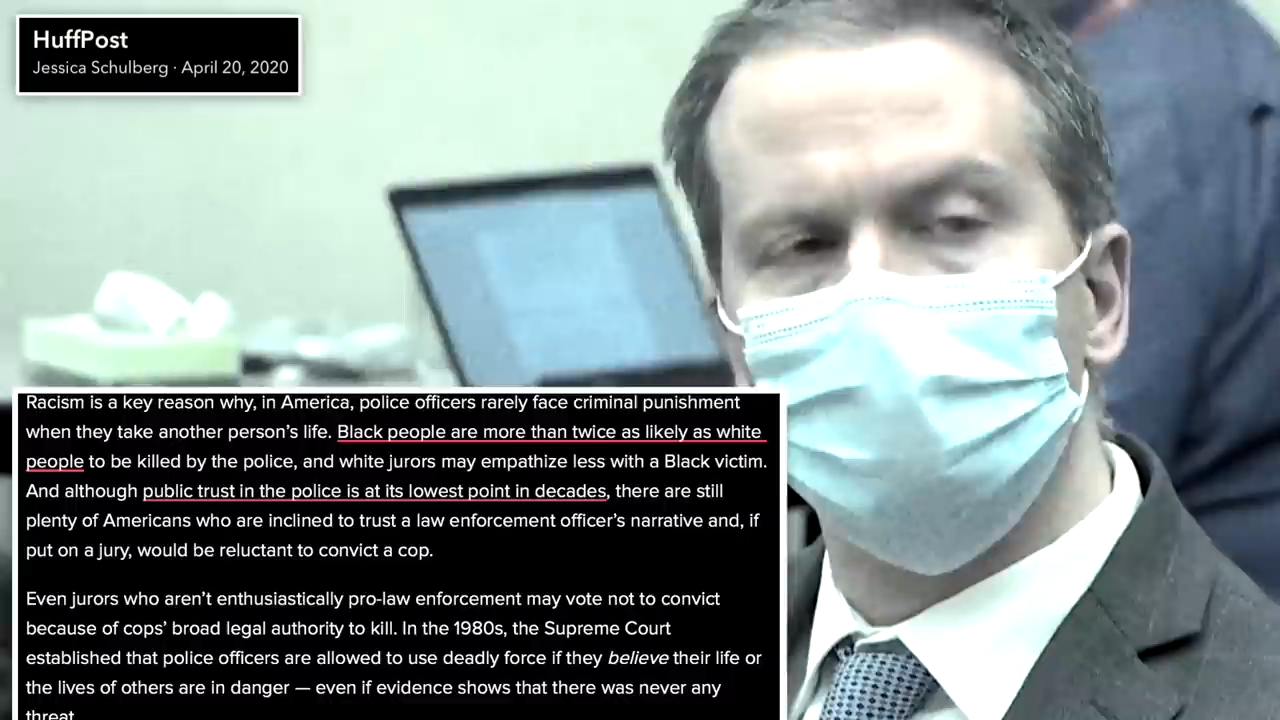 HuffPost
Jessica Schulberg · April 20, 2020
Racism is a key reason why, in America, police officers rarely face criminal punishment
when they take another person’s life. Black people are more than twice as likely as white
people to be killed by the police, and white jurors may empathize less with a Black victim.
And although public trust in the police is at its lowest point in decades, there are still
plenty of Americans who are inclined to trust a law enforcement officer’s narrative and, if
put on a jury, would be reluctant to convict a cop.
Even jurors who aren’t enthusiastically pro-law enforcement may vote not to convict
because of cops’ broad legal authority to kill. In the 1980s, the Supreme Court
established that police officers are allowed to use deadly force if they believe their life or
the lives of others are in danger — even if evidence shows that there was never any
threat.